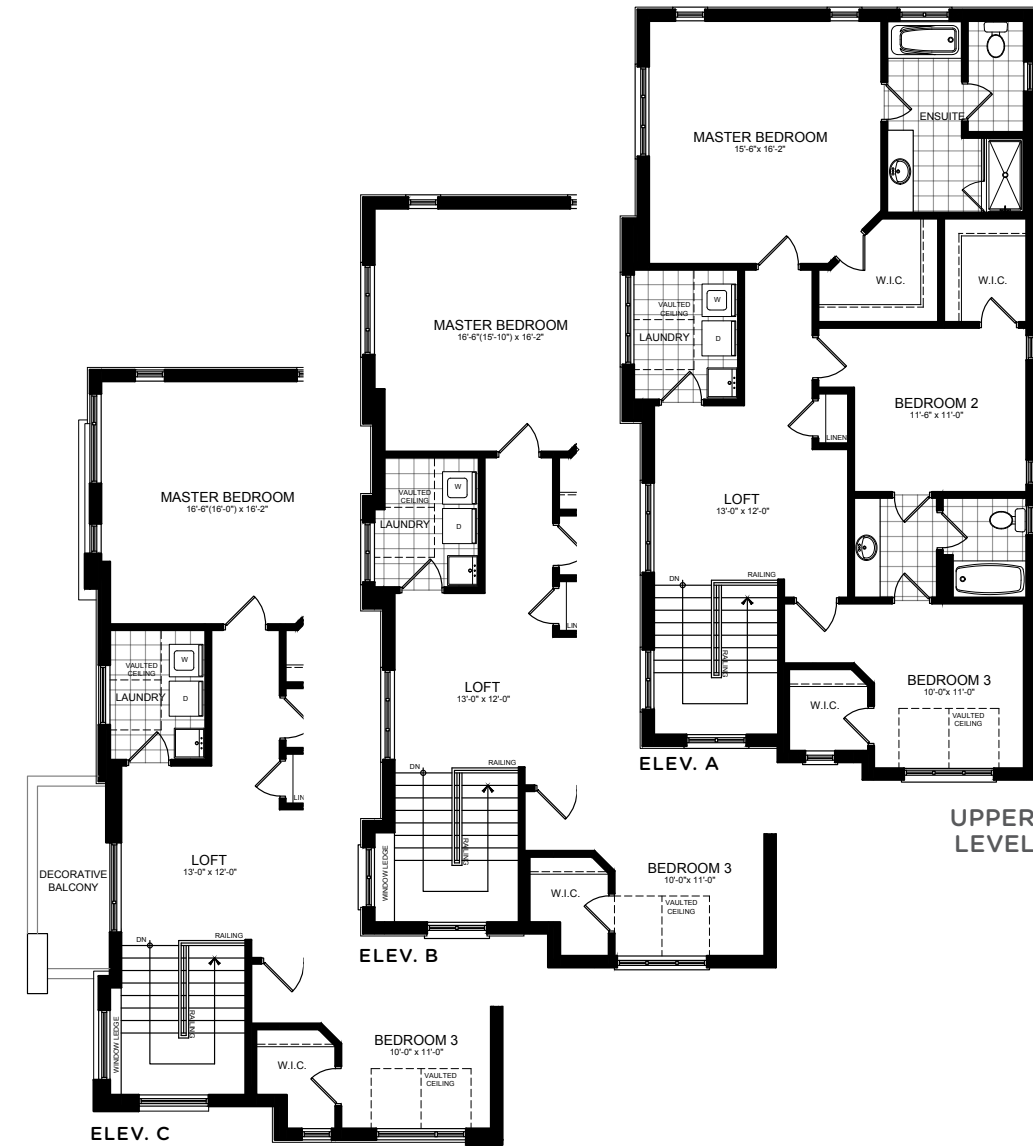 MASTER BEDROOM
15'-6"x 16'-2"
ENSUITE
W.I.C.
W.I.C.
VAULTED
CEILING
W
LAUNDRY
D
BEDROOM 2
11'-6" x 11'-0"
LINEN
LOFT
13'-0" x 12'-0"
DN
RAILING
RAILING
BEDROOM 3
10'-0"x 11'-0"
W.I.C.
VAULTED
CEILING
ELEV. A
UPPER
LEVEL
MASTER BEDROOM
16'-6"(15'-10") x 16'-2"
VAULTED
CEILING
W
LAUNDRY
D
LIN
LOFT
13'-0" x 12'-0"
DN
RAILING
RAILING
WINDOW LEDGE
BEDROOM 3
10'-0"x 11'-0"
W.I.C.
VAULTED
CEILING
ELEV. B
MASTER BEDROOM
16'-6"(16'-0") x 16'-2"
VAULTED
CEILING
W
LAUNDRY
D
LIN
LOFT
13'-0" x 12'-0"
DECORATIVE
BALCONY
DN
RAILING
RAILING
WINDOW LEDGE
BEDROOM 3
10'-0" x 11'-0"
W.I.C.
VAULTED
CEILING
ELEV. C